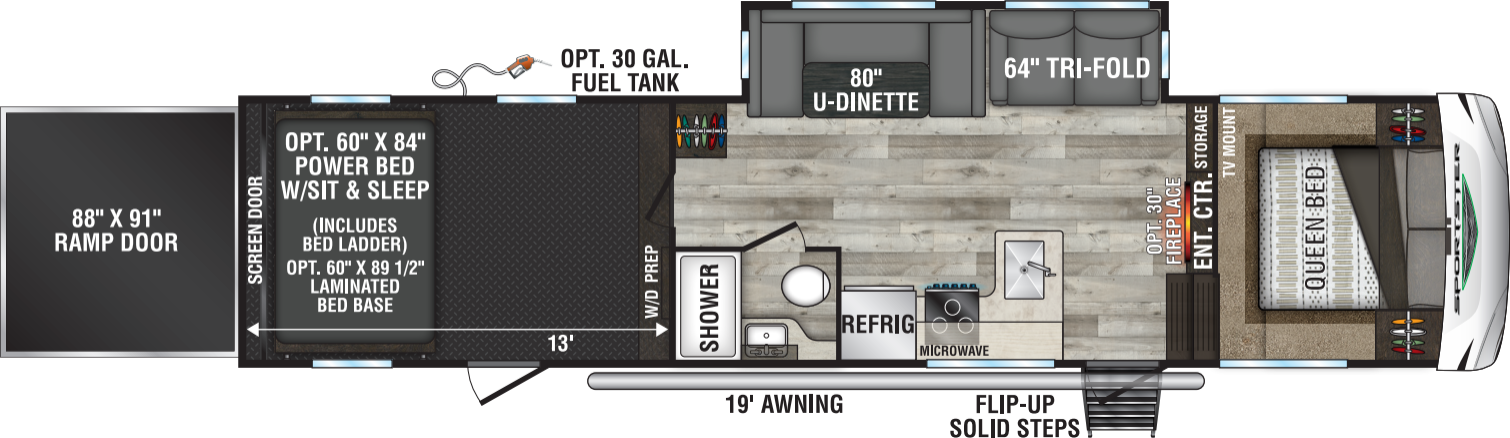 OPT. 30 GAL.
FUEL TANK
88" X 91"
RAMP DOOR
SCREEN DOOR
OPT. 60" X 84"
POWER BED
W/SIT & SLEEP
(INCLUDES
BED LADDER)
OPT. 60" X 89 1/2"
LAMINATED
BED BASE
13'
W/D PREP
80"
U-DINETTE
64" TRI-FOLD
SHOWER
REFRIG
MICROWAVE
OPT. 30"
FIREPLACE
ENT. CTR.
STORAGE
TV MOUNT
QUEEN BED
SPORTSTER
19' AWNING
FLIP-UP
SOLID STEPS